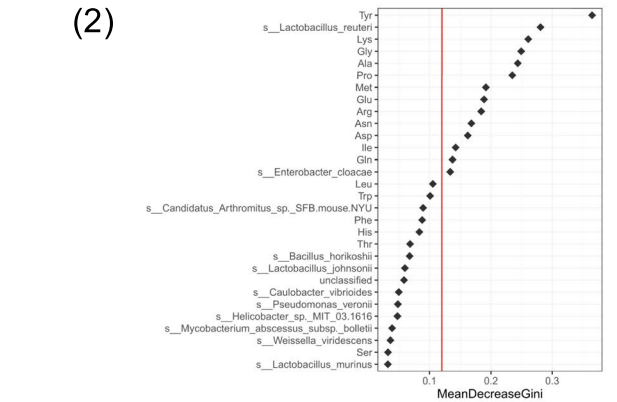 (2)
Tyr
s__Lactobacillus_reuteri
Lys
Gly
Ala
Pro
Met
Glu
Arg
Asn
Asp
Ile
Gln
s__Enterobacter_cloacae
Leu
Trp
s__Candidatus_Arthromitus_sp._SFB.mouse.NYU
Phe
His
Thr
s__Bacillus_horikoshii
s__Lactobacillus_johnsonii
unclassified
s__Caulobacter_vibrioides
s__Pseudomonas_veronii
s__Helicobacter_sp._MIT_03.1616
s__Mycobacterium_abscessus_subsp._bolletii
s__Weissella_viridescens
Ser
s__Lactobacillus_murinus
0.1 0.2 0.3
MeanDecreaseGini